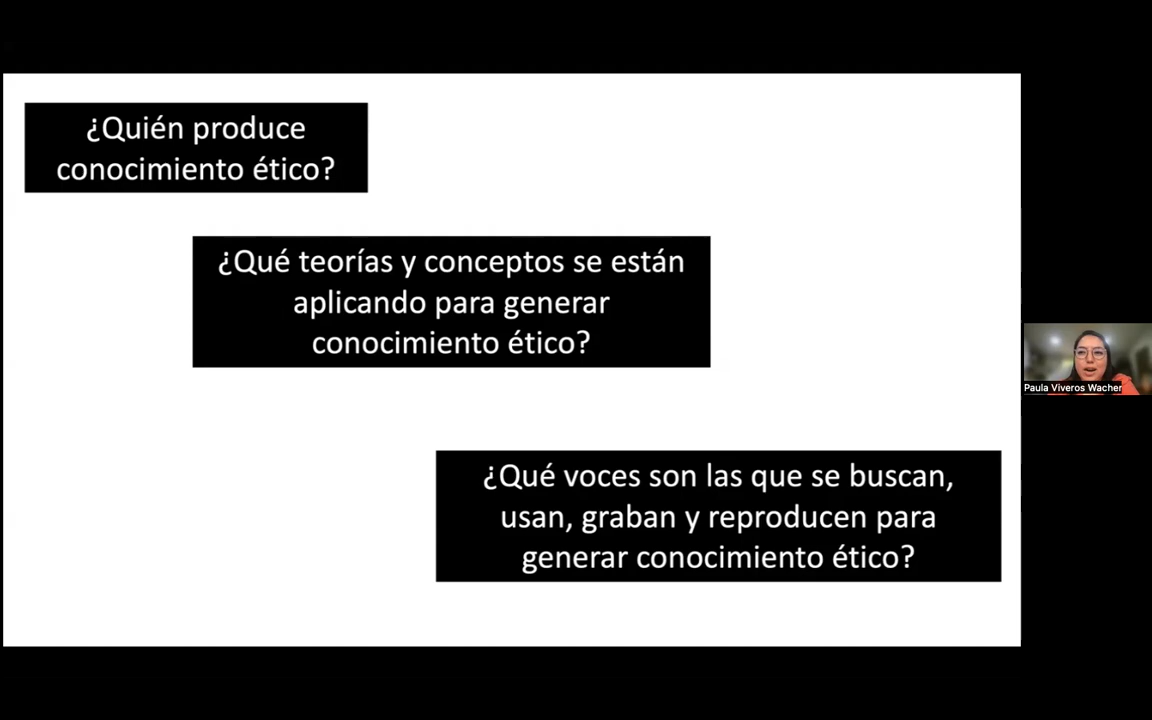 ¿Quién produce
conocimiento ético?
¿Qué teorías y conceptos se están
aplicando para generar
conocimiento ético?
Paula Viveros Wacher
¿Qué voces son las que se buscan,
usan, graban y reproducen para
generar conocimiento ético?